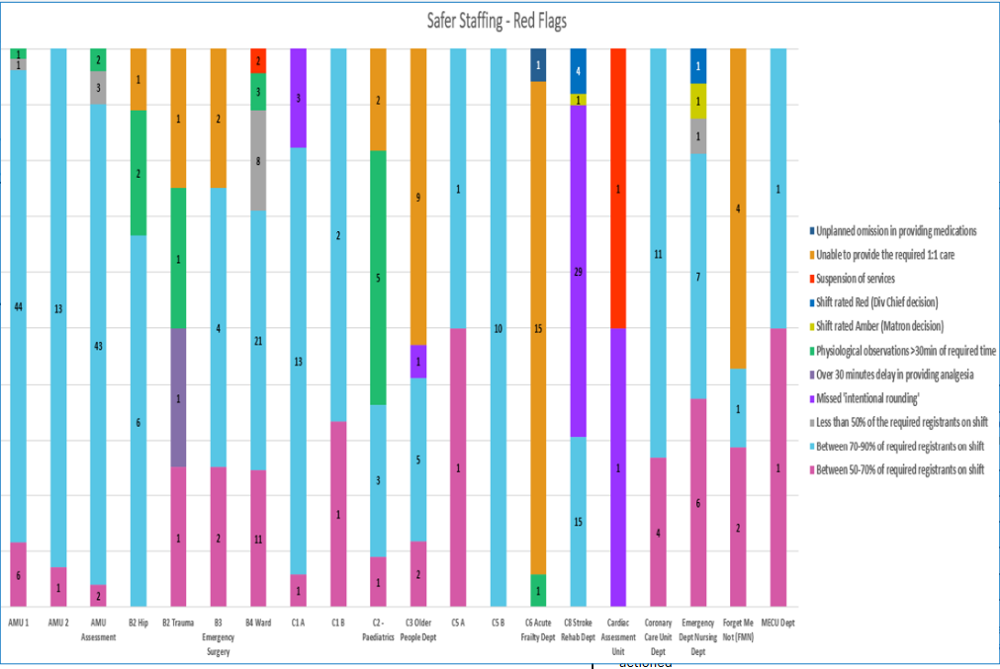 Safer Staffing - Red Flags
1
1
44
6
13
1
2
3
43
2
1
2
6
1
1
1
1
2
4
2
2
3
8
21
11
3
13
1
2
1
2
5
3
1
9
1
5
2
1
1
10
1
15
1
4
1
29
15
1
1
11
4
1
1
1
7
6
4
1
2
1
1
AMU 1
AMU 2
AMU
Assessment
B2 Hip
B2 Trauma
B3
Emergency
Surgery
B4 Ward
C1 A
C1 B
C2 -
Paediatrics
C3 Older
People Dept
C5 A
C5 B
C6 Acute
Frailty Dept
C8 Stroke
Rehab Dept
Cardiac
Assessment
Unit
Coronary
Care Unit
Dept
Emergency
Dept Nursing
Dept
Forget Me
Not (FMN)
MECU Dept
Unplanned omission in providing medications
Unable to provide the required 1:1 care
Suspension of services
Shift rated Red (Div Chief decision)
Shift rated Amber (Matron decision)
Physiological observations >30min of required time
Over 30 minutes delay in providing analgesia
Missed 'intentional rounding'
Less than 50% of the required registrants on shift
Between 70-90% of required registrants on shift
Between 50-70% of required registrants on shift
actioned